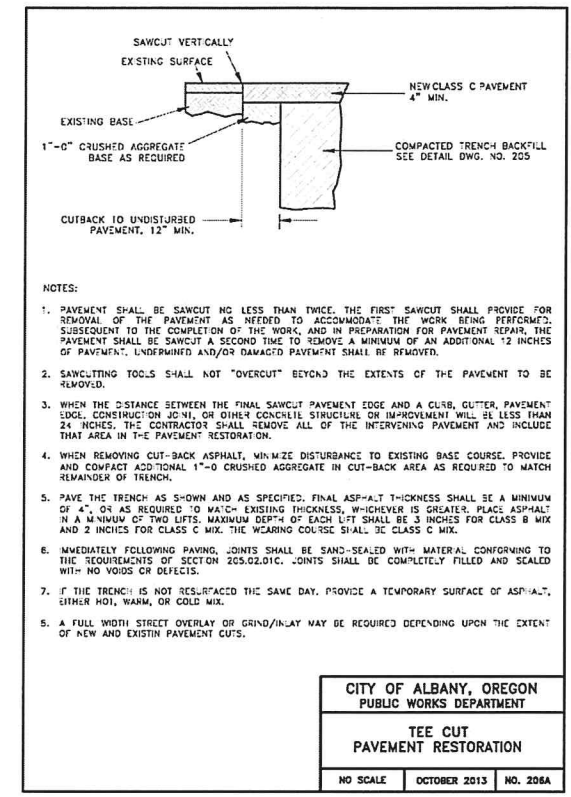 SAWCUT VERTICALLY
EXISTING SURFACE
NEW CLASS C PAVEMENT
4" MIN.
EXISTING BASE
1"-0" CRUSHED AGGREGATE
BASE AS REQUIRED
COMPACTED TRENCH BACKFILL
SEE DETAIL DWG. NO. 205
CUTBACK TO UNDISTURBED
PAVEMENT, 12" MIN.
NOTES:
1. PAVEMENT SHALL BE SAWCUT NO LESS THAN TWICE. THE FIRST SAWCUT SHALL PROVIDE FOR
REMOVAL OF THE PAVEMENT AS NEEDED TO ACCOMMODATE THE WORK BEING PERFORMED.
SUBSEQUENT TO THE COMPLETION OF THE WORK, AND IN PREPARATION FOR PAVEMENT REPAIR, THE
PAVEMENT SHALL BE SAWCUT A SECOND TIME TO REMOVE A MINIMUM OF AN ADDITIONAL 12 INCHES
OF PAVEMENT. UNDERMINED AND/OR DAMAGED PAVEMENT SHALL BE REMOVED.
2. SAWCUTTING TOOLS SHALL NOT "OVERCUT" BEYOND THE EXTENTS OF THE PAVEMENT TO BE
REMOVED.
3. WHEN THE DISTANCE BETWEEN THE FINAL SAWCUT PAVEMENT EDGE AND A CURB, GUTTER, PAVEMENT
EDGE, CONSTRUCTION JOINT, OR OTHER CONCRETE STRUCTURE OR IMPROVEMENT WILL BE LESS THAN
24 INCHES, THE CONTRACTOR SHALL REMOVE ALL OF THE INTERVENING PAVEMENT AND INCLUDE
THAT AREA IN THE PAVEMENT RESTORATION.
4. WHEN REMOVING CUT-BACK ASPHALT, MINIMIZE DISTURBANCE TO EXISTING BASE COURSE. PROVIDE
AND COMPACT ADDITIONAL 1"-0 CRUSHED AGGREGATE IN CUT-BACK AREA AS REQUIRED TO MATCH
REMAINDER OF TRENCH.
5. PAVE THE TRENCH AS SHOWN AND AS SPECIFIED. FINAL ASPHALT THICKNESS SHALL BE A MINIMUM
OF 4", OR AS REQUIRED TO MATCH EXISTING THICKNESS, WHICHEVER IS GREATER. PLACE ASPHALT
IN A MINIMUM OF TWO LIFTS. MAXIMUM DEPTH OF EACH LIFT SHALL BE 3 INCHES FOR CLASS B MIX
AND 2 INCHES FOR CLASS C MIX. THE WEARING COURSE SHALL BE CLASS C MIX.
6. IMMEDIATELY FOLLOWING PAVING, JOINTS SHALL BE SAND-SEALED WITH MATERIAL CONFORMING TO
THE REQUIREMENTS OF SECTION 205.02.01C. JOINTS SHALL BE COMPLETELY FILLED AND SEALED
WITH NO VOIDS OR DEFECTS.
7. IF THE TRENCH IS NOT RESURFACED THE SAME DAY, PROVIDE A TEMPORARY SURFACE OF ASPHALT,
EITHER HOT, WARM, OR COLD MIX.
8. A FULL WIDTH STREET OVERLAY OR GRIND/INLAY MAY BE REQUIRED DEPENDING UPON THE EXTENT
OF NEW AND EXISTIN PAVEMENT CUTS.
CITY OF ALBANY, OREGON
PUBLIC WORKS DEPARTMENT
TEE CUT
PAVEMENT RESTORATION
NO SCALE OCTOBER 2013 NO. 206A